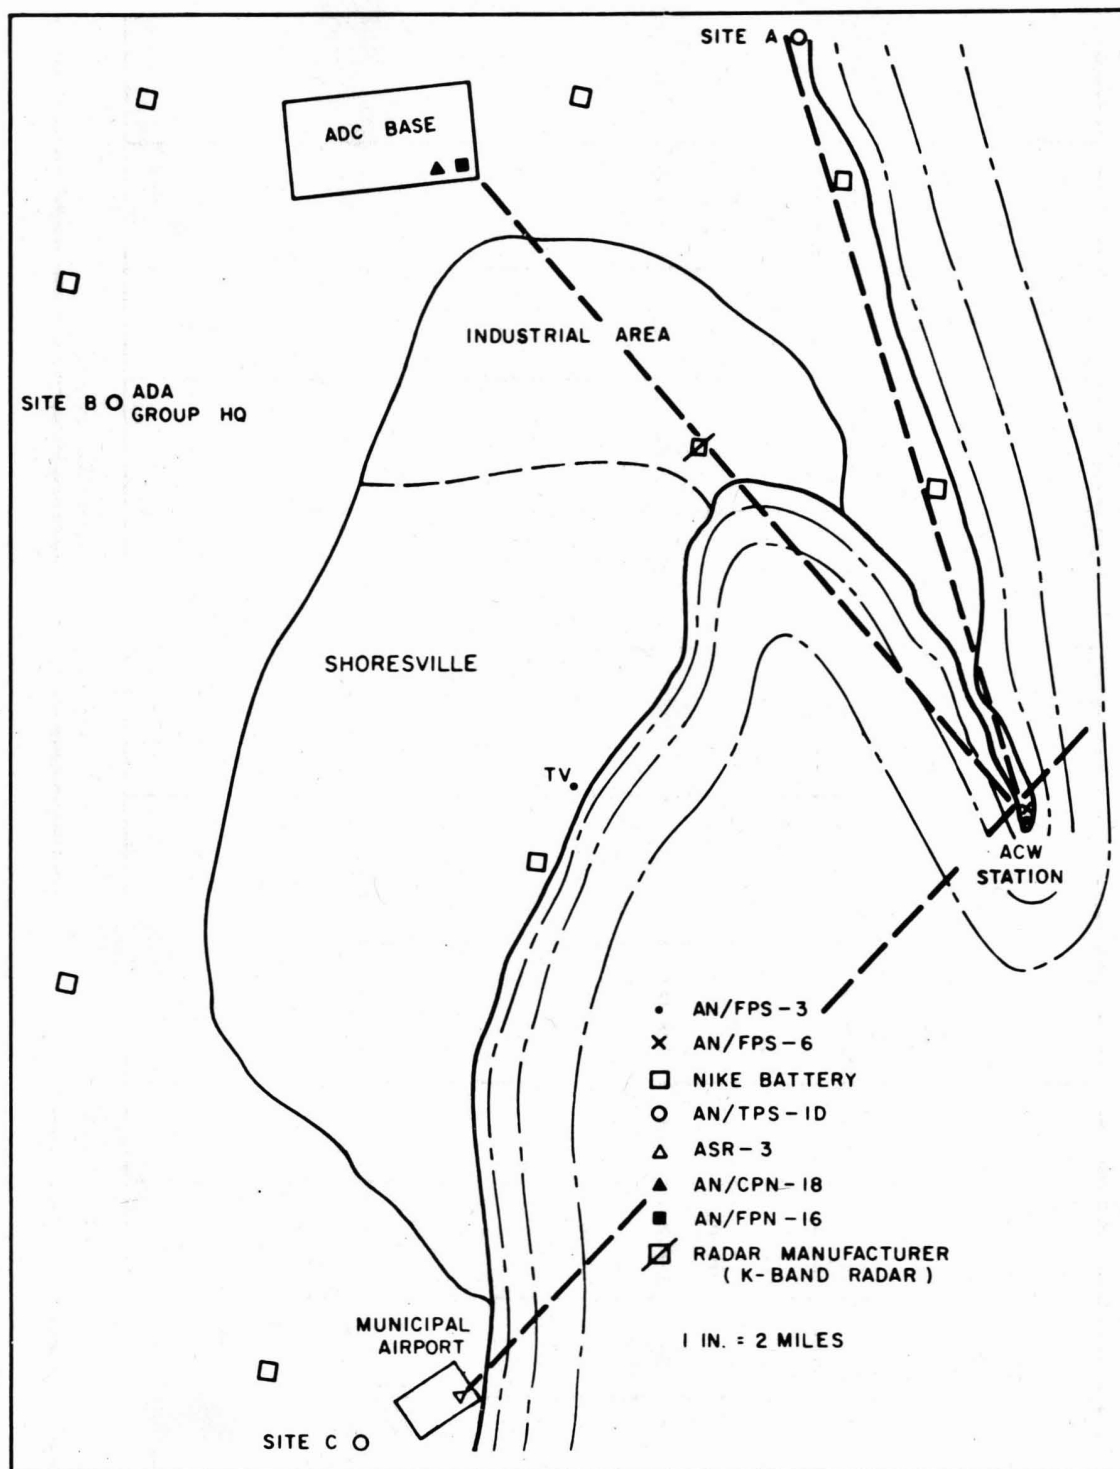 SITE A
ADC BASE
INDUSTRIAL AREA
SITE B
ADA
GROUP HQ
SHORESVILLE
TV
ACW
STATION
AN/FPS-3
AN/FPS-6
NIKE BATTERY
AN/TPS-1D
ASR-3
AN/CPN-18
AN/FPN-16
RADAR MANUFACTURER
( K-BAND RADAR )
1 IN. = 2 MILES
MUNICIPAL
AIRPORT
SITE C